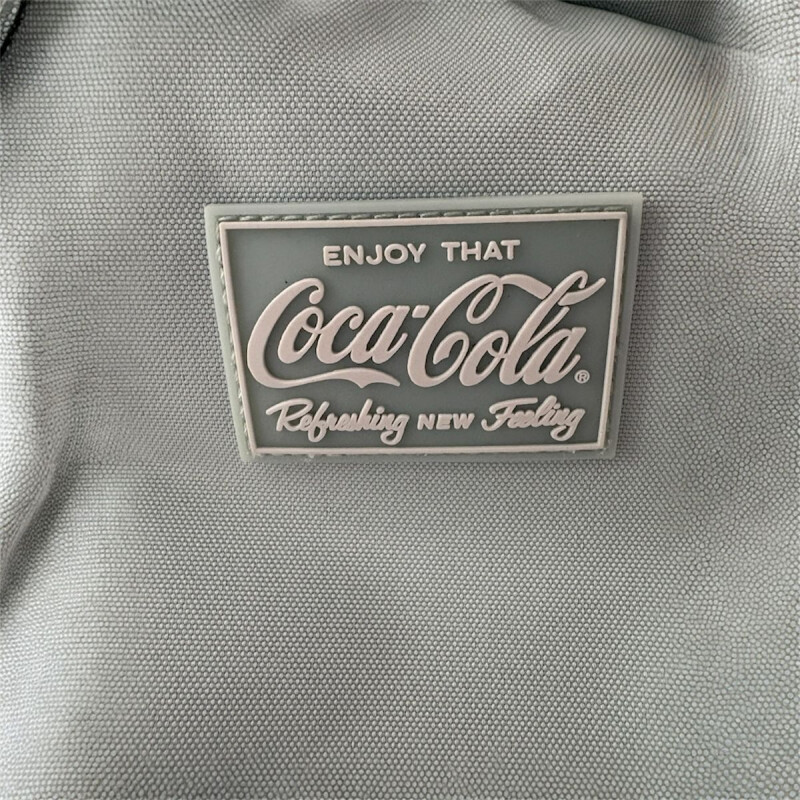 ENJOY THAT
Coca-Cola®
Refreshing NEW Feeling